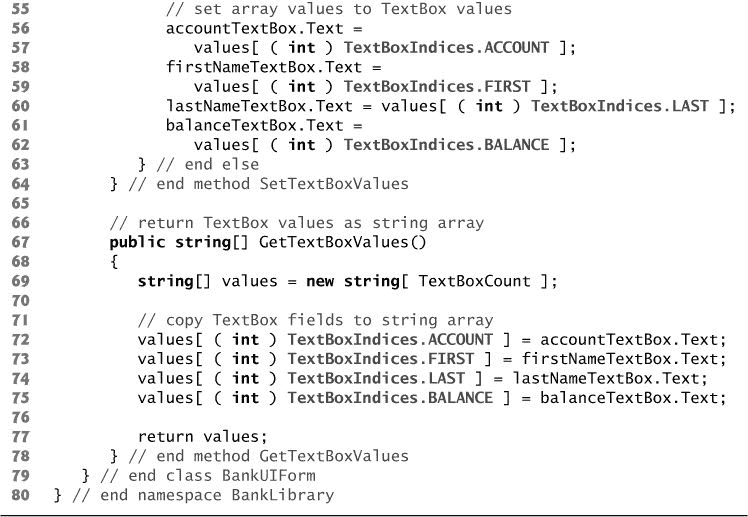 55 // set array values to TextBox values
56 accountTextBox.Text =
57 values[ ( int ) TextBoxIndices.ACCOUNT ];
58 firstNameTextBox.Text =
59 values[ ( int ) TextBoxIndices.FIRST ];
60 lastNameTextBox.Text = values[ ( int ) TextBoxIndices.LAST ];
61 balanceTextBox.Text =
62 values[ ( int ) TextBoxIndices.BALANCE ];
63 } // end else
64 } // end method SetTextBoxValues
65
66 // return TextBox values as string array
67 public string[] GetTextBoxValues()
68 {
69 string[] values = new string[ TextBoxCount ];
70
71 // copy TextBox fields to string array
72 values[ ( int ) TextBoxIndices.ACCOUNT ] = accountTextBox.Text;
73 values[ ( int ) TextBoxIndices.FIRST ] = firstNameTextBox.Text;
74 values[ ( int ) TextBoxIndices.LAST ] = lastNameTextBox.Text;
75 values[ ( int ) TextBoxIndices.BALANCE ] = balanceTextBox.Text;
76
77 return values;
78 } // end method GetTextBoxValues
79 } // end class BankUIForm
80 } // end namespace BankLibrary